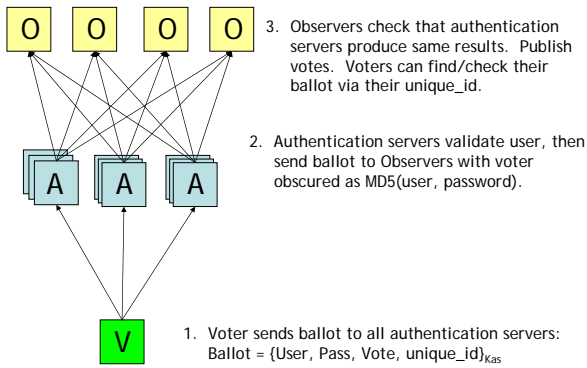 O O O O
3. Observers check that authentication
servers produce same results. Publish
votes. Voters can find/check their
ballot via their unique_id.
2. Authentication servers validate user, then
send ballot to Observers with voter
obscured as MD5(user, password).
A A A
V
1. Voter sends ballot to all authentication servers:
Ballot = {User, Pass, Vote, unique_id}Kas